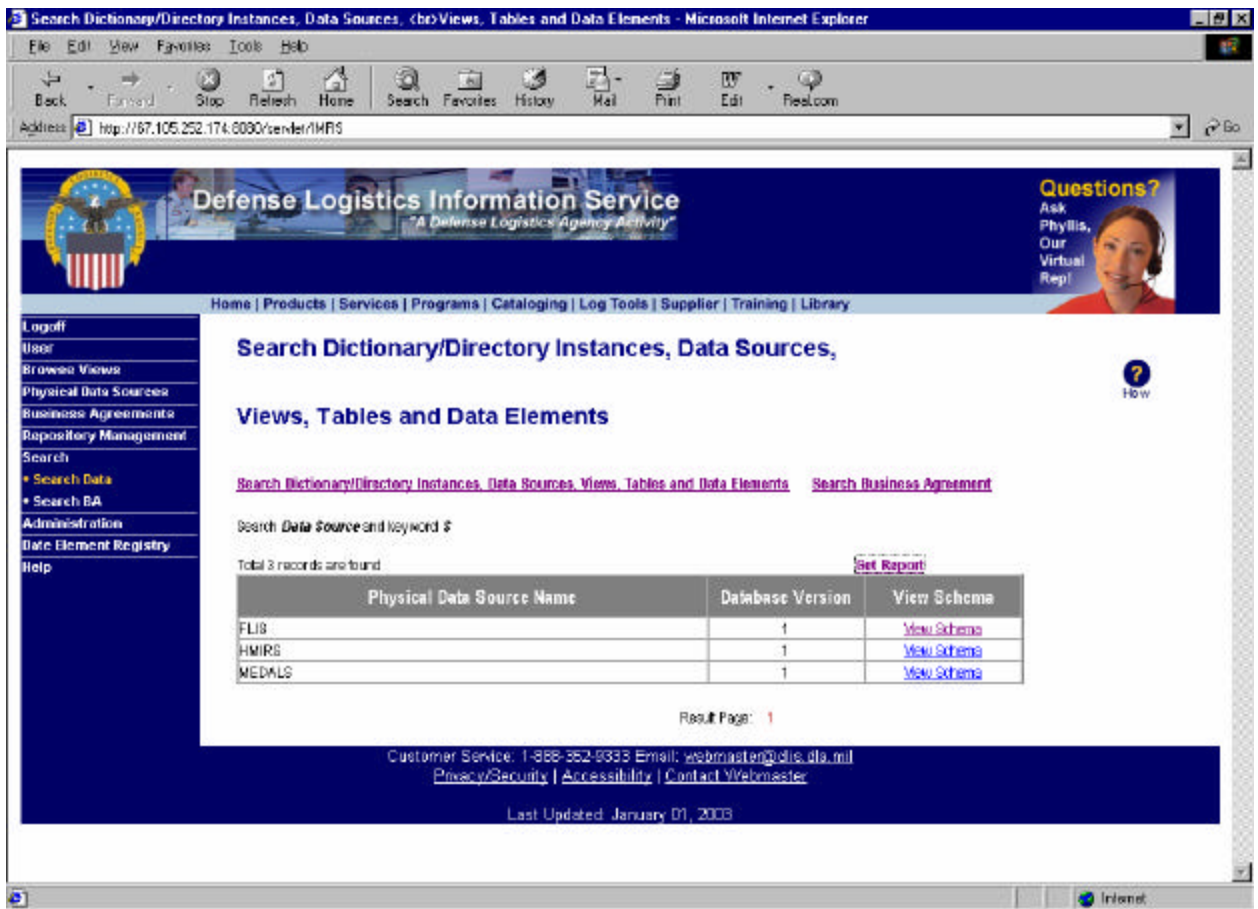 Search Dictionary/Directory Instances, Data Sources, <br>Views, Tables and Data Elements - Microsoft Internet Explorer
File Edit View Favorites Tools Help
Back Forward Stop Refresh Home Search Favorites History Mail Print Edit Real.com
Address http://67.105.252.174:8080/servlet/IMRIS Go
Defense Logistics Information Service
"A Defense Logistics Agency Activity"
Questions?
Ask
Phyllis,
Our
Virtual
Rep!
Home | Products | Services | Programs | Cataloging | Log Tools | Supplier | Training | Library
Logoff
User
Browse Views
Physical Data Sources
Business Agreements
Repository Management
Search
• Search Data
• Search BA
Administration
Date Element Registry
Help
Search Dictionary/Directory Instances, Data Sources,
Views, Tables and Data Elements
? How
Search Dictionary/Directory Instances, Data Sources, Views, Tables and Data Elements Search Business Agreement
Search Data Source and keyword S
Total 3 records are found Get Report
Physical Data Source Name Database Version View Schema
FLIS 1 View Schema
HMIRS 1 View Schema
MEDALS 1 View Schema
Result Page: 1
Customer Service: 1-888-352-9333 Email: webmaster@dlis.dla.mil
Privacy/Security | Accessibility | Contact Webmaster
Last Updated: January 01, 2003
Internet